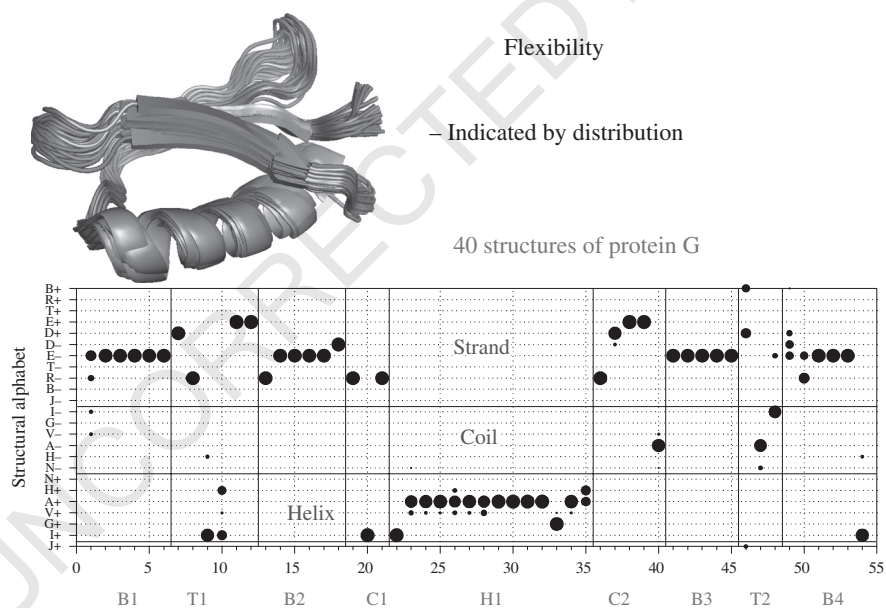 Flexibility
– Indicated by distribution
40 structures of protein G
UNCORRECTED
Structural alphabet
B+
R+
T+
E+
D+
D–
E–
T–
R–
B–
J–
I–
G–
V–
A–
H–
N–
N+
H+
A+
V+
G+
I+
J+
Strand
Coil
Helix
0 5 10 15 20 25 30 35 40 45 50 55
B1 T1 B2 C1 H1 C2 B3 T2 B4